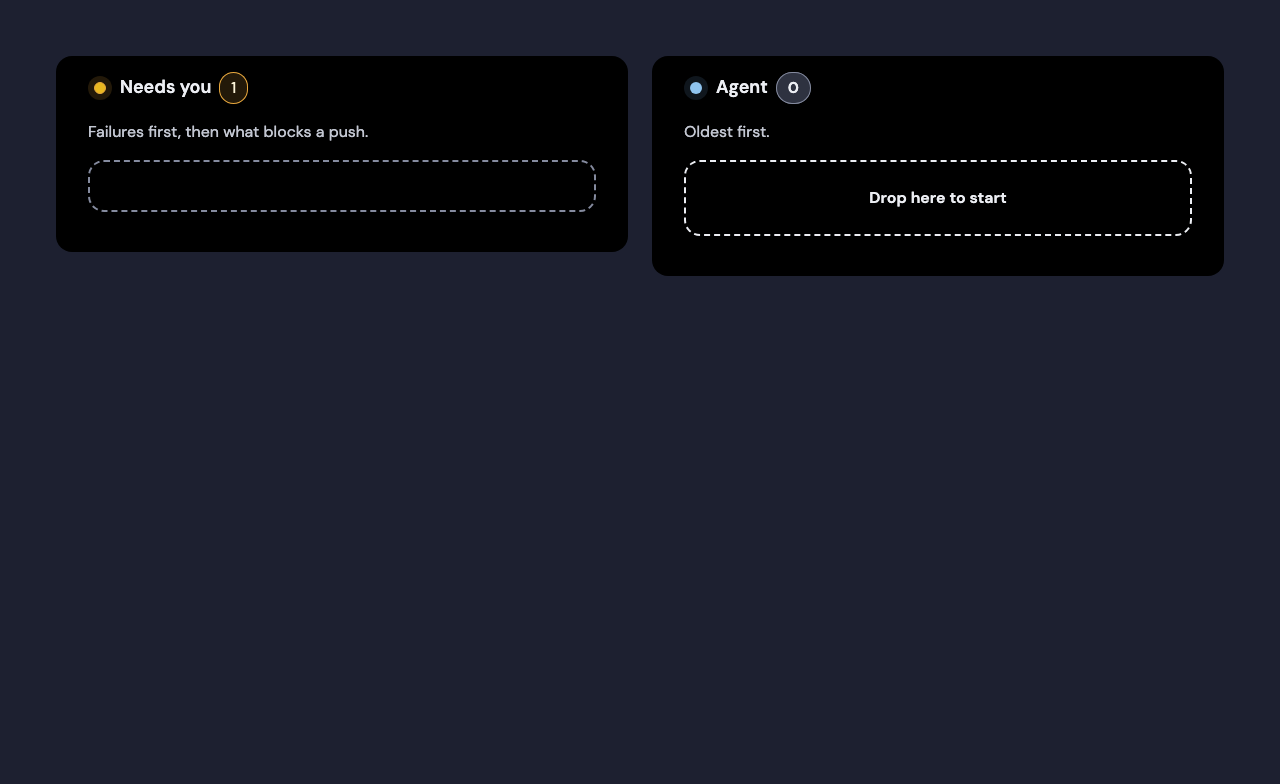 Needs you 1
Failures first, then what blocks a push.
Agent 0
Oldest first.
Drop here to start